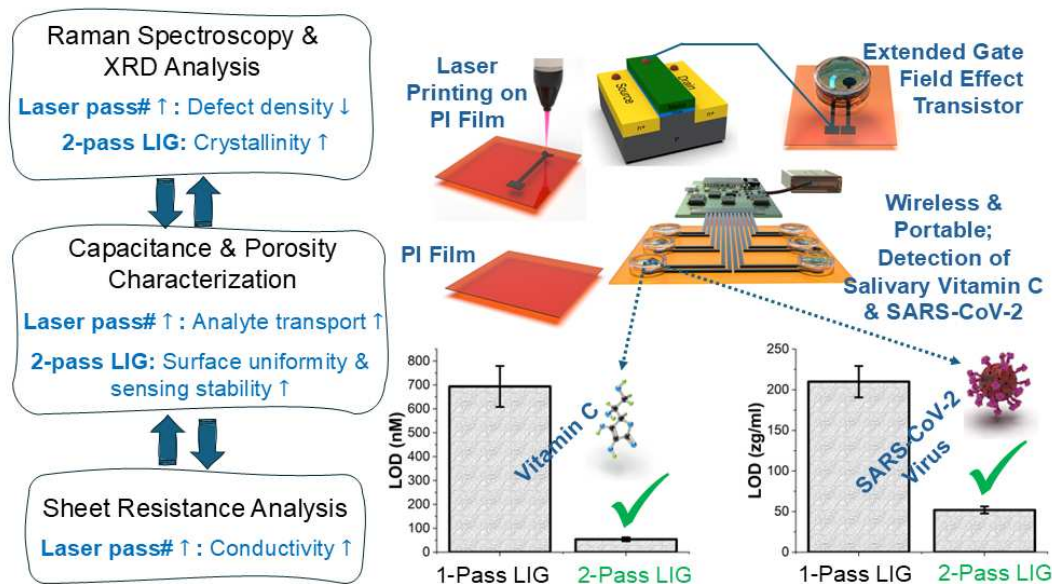 Raman Spectroscopy &
XRD Analysis
Laser pass# ↑ : Defect density ↓
2-pass LIG: Crystallinity ↑
Capacitance & Porosity
Characterization
Laser pass# ↑ : Analyte transport ↑
2-pass LIG: Surface uniformity &
sensing stability ↑
Sheet Resistance Analysis
Laser pass# ↑ : Conductivity ↑
Laser
Printing on
PI Film
Source
Drain
n+
n+
Extended Gate
Field Effect
Transistor
PI Film
Wireless &
Portable;
Detection of
Salivary Vitamin C
& SARS-CoV-2
LOD (nM)
800
700
600
500
400
300
200
100
0
Vitamin C
1-Pass LIG
2-Pass LIG
LOD (zg/ml)
250
200
150
100
50
0
SARS-CoV-2
Virus
1-Pass LIG
2-Pass LIG